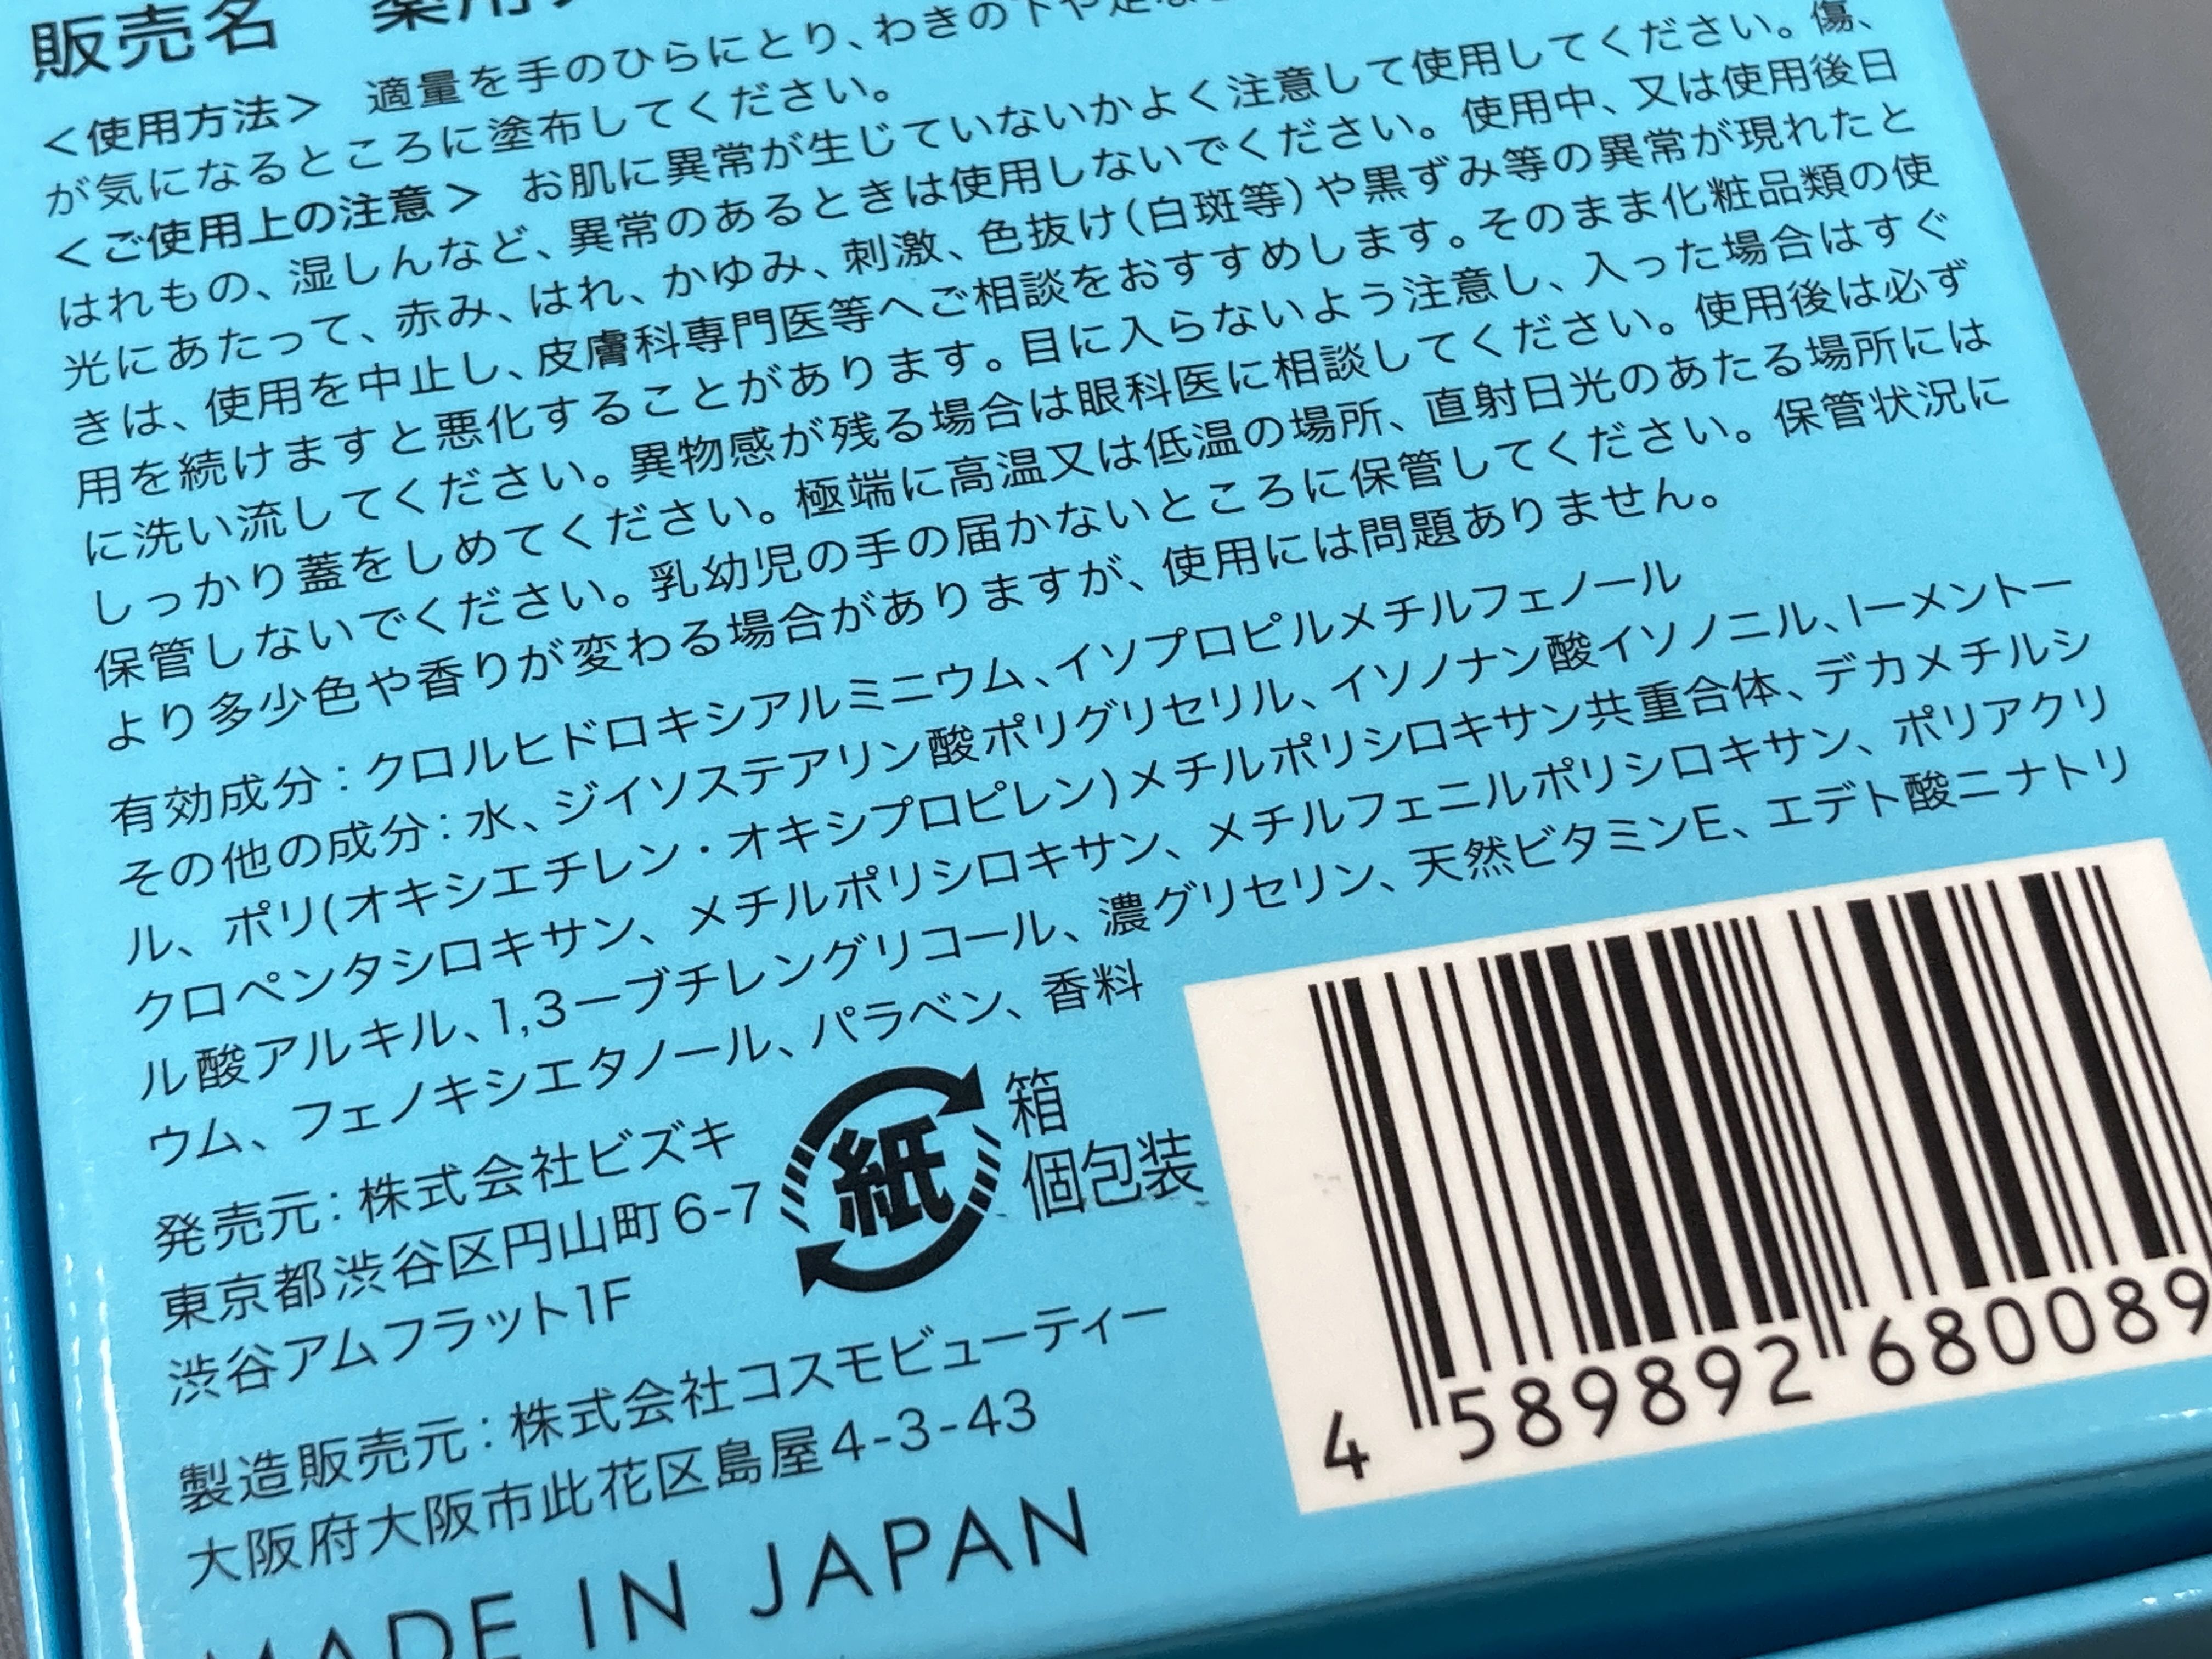 販売名 薬用
＜使用方法＞ 適量を手のひらにとり、わきの下や足など
が気になるところに塗布してください。
＜ご使用上の注意＞ お肌に異常が生じていないかよく注意して使用してください。傷、
はれもの、湿しんなど、異常のあるときは使用しないでください。使用中、又は使用後日
光にあたって、赤み、はれ、かゆみ、刺激、色抜け（白斑等）や黒ずみ等の異常が現れたと
きは、使用を中止し、皮膚科専門医等へご相談をおすすめします。そのまま化粧品類の使
用を続けますと悪化することがあります。目に入らないよう注意し、入った場合はすぐ
に洗い流してください。異物感が残る場合は眼科医に相談してください。使用後は必ず
しっかり蓋をしめてください。極端に高温又は低温の場所、直射日光のあたる場所には
保管しないでください。乳幼児の手の届かないところに保管してください。保管状況に
より多少色や香りが変わる場合がありますが、使用には問題ありません。
有効成分：クロルヒドロキシアルミニウム、イソプロピルメチルフェノール
その他の成分：水、ジイソステアリン酸ポリグリセリル、イソノナン酸イソノニル、lーメントー
ル、ポリ(オキシエチレン・オキシプロピレン)メチルポリシロキサン共重合体、デカメチルシ
クロペンタシロキサン、メチルポリシロキサン、メチルフェニルポリシロキサン、ポリアクリ
ル酸アルキル、1,3ーブチレングリコール、濃グリセリン、天然ビタミンE、エデト酸ニナトリ
ウム、フェノキシエタノール、パラベン、香料
発売元：株式会社ビズキ
東京都渋谷区円山町6-7
渋谷アムフラット1F
紙
箱
個包装
製造販売元：株式会社コスモビューティー
大阪府大阪市此花区島屋4-3-43
MADE IN JAPAN
4 589892 680089